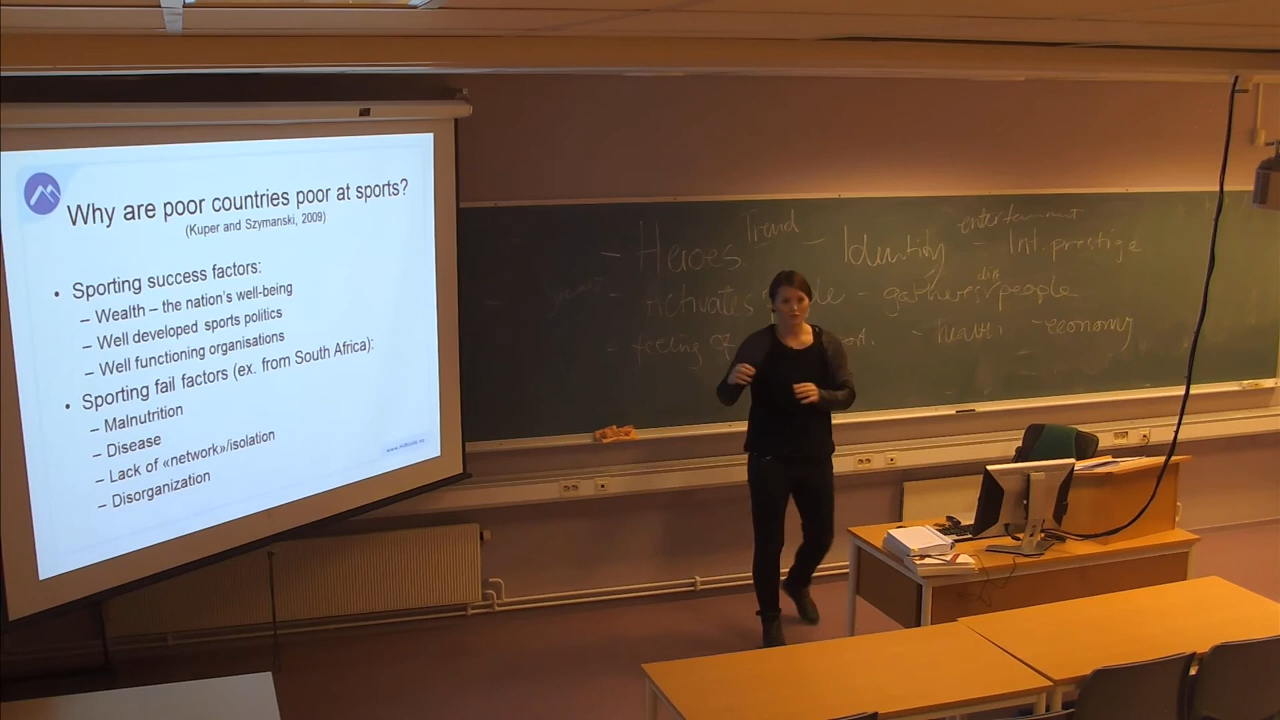 Why are poor countries poor at sports?
(Kuper and Szymanski, 2009)
• Sporting success factors:
– Wealth – the nation's well-being
– Well developed sports politics
– Well functioning organisations
• Sporting fail factors (ex. from South Africa):
– Malnutrition
– Disease
– Lack of «network»/isolation
– Disorganization
Trend entertainment
– Heroes – Identity – Int. prestige
diff
– Activates – gathers people
– feeling of – health – economy